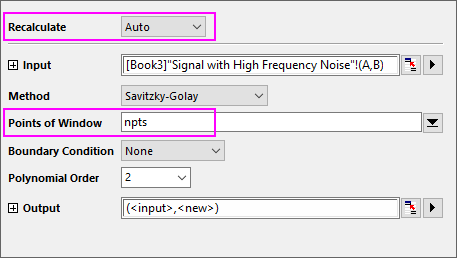 Recalculate Auto
Input [Book3]"Signal with High Frequency Noise"!(A,B)
Method Savitzky-Golay
Points of Window npts
Boundary Condition None
Polynomial Order 2
Output (<input>,<new>)